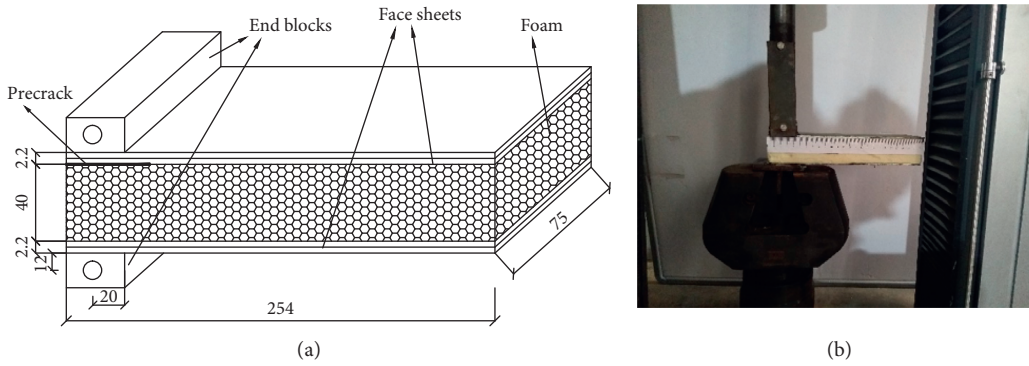 End blocks
Face sheets
Foam
Precrack
2.2
40
2.2
12
20
254
75
(a)
(b)